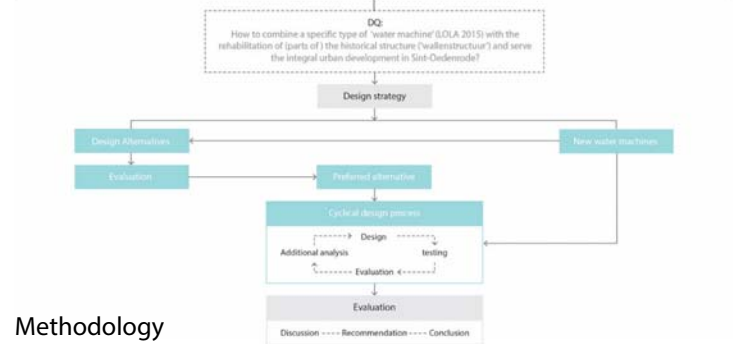 DQ:
How to combine a specific type of 'water machine' (LOLA 2015) with the
rehabilitation of (parts of ) the historical structure ('wallenstructuur') and serve
the integral urban development in Sint-Oedenrode?
Design strategy
Design Alternatives
New water machines
Evaluation
Preferred alternative
Cyclical design process
Design
Additional analysis
testing
Evaluation
Evaluation
Discussion ---- Recommendation ---- Conclusion
Methodology